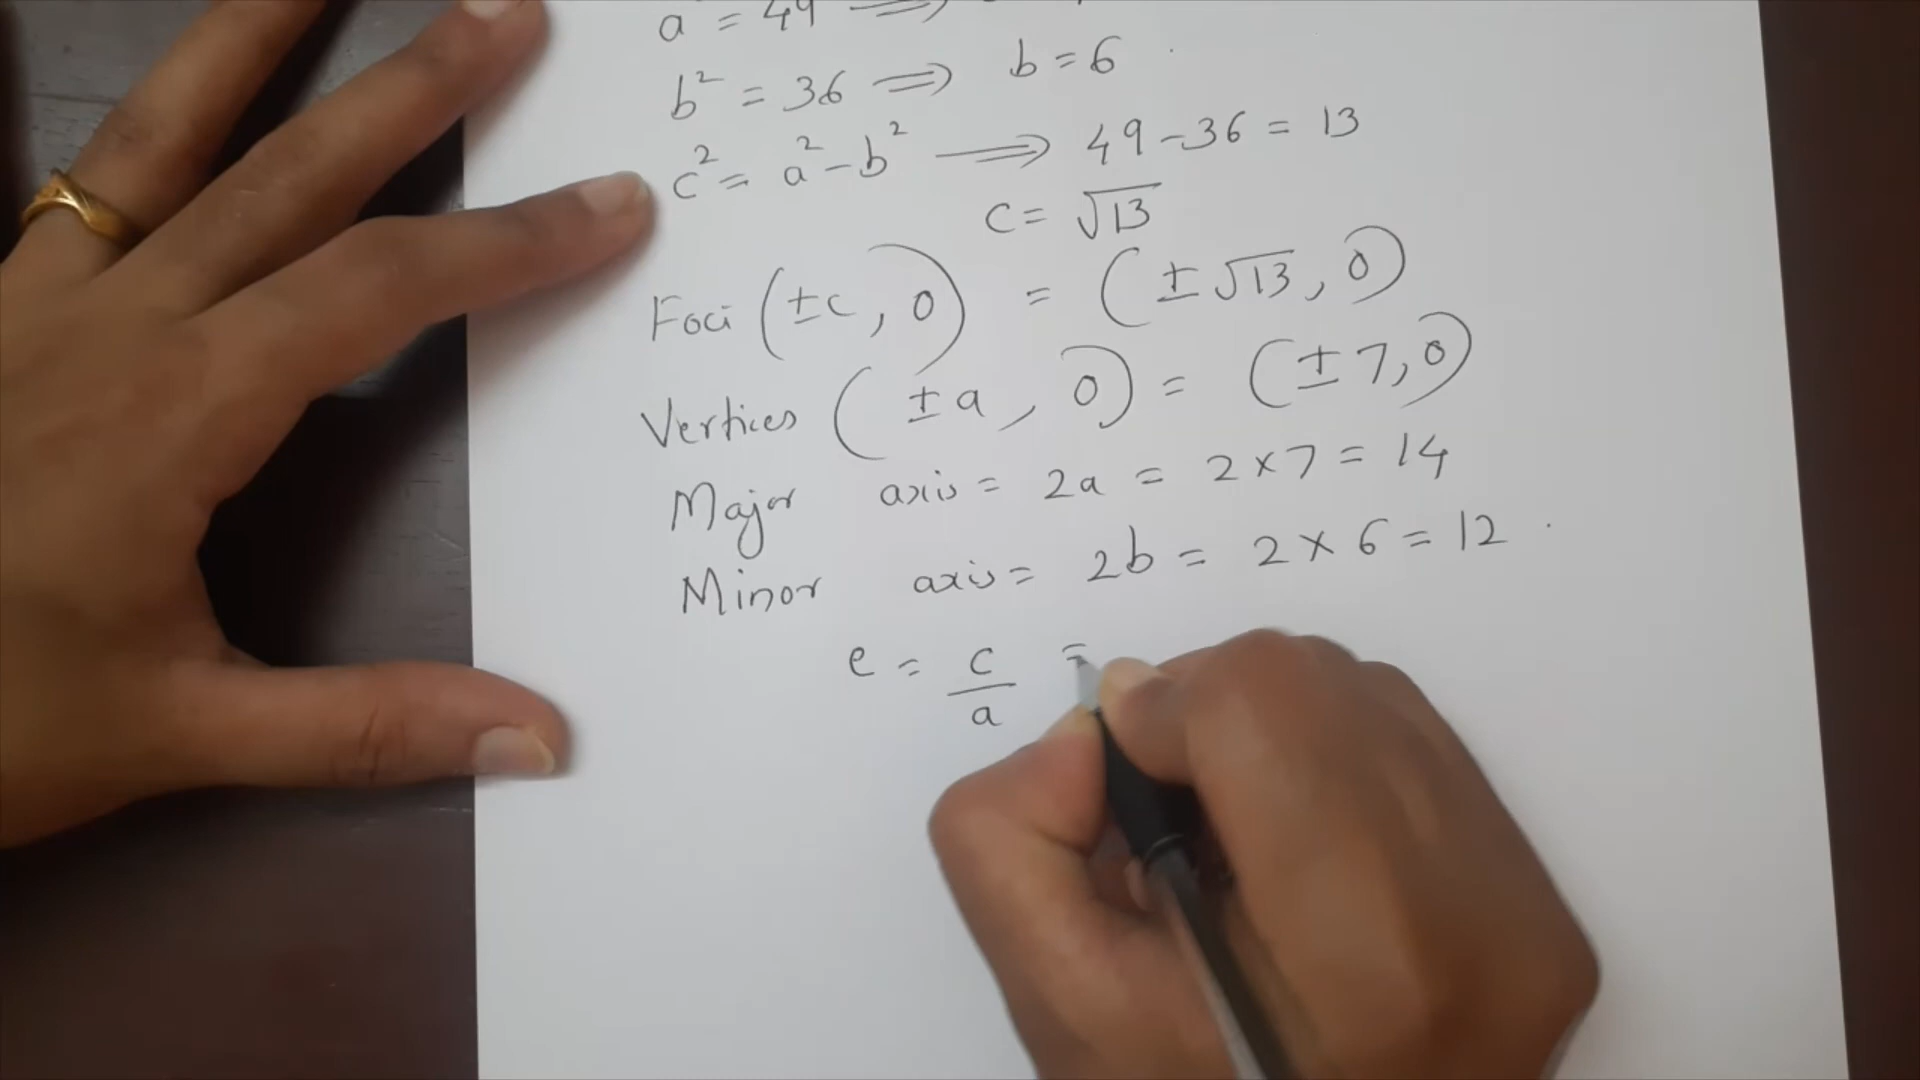 a = 49 ⟹
b² = 36 ⟹ b = 6
c² = a² - b² ⟹ 49 - 36 = 13
c = √13
Foci (±c, 0) = (±√13, 0)
Vertices (±a, 0) = (±7, 0)
Major axis = 2a = 2 × 7 = 14
Minor axis = 2b = 2 × 6 = 12
e = c/a =